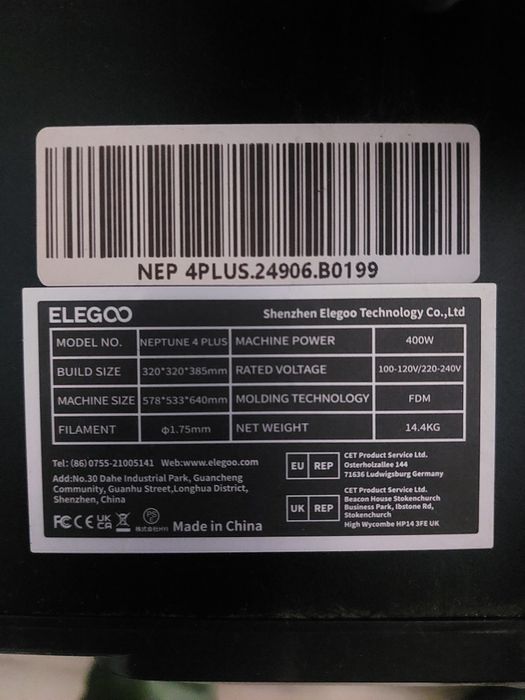 NEP 4PLUS.24906.B0199
ELEGOO Shenzhen Elegoo Technology Co.,Ltd
MODEL NO. NEPTUNE 4 PLUS MACHINE POWER 400W
BUILD SIZE 320*320*385mm RATED VOLTAGE 100-120V/220-240V
MACHINE SIZE 578*533*640mm MOLDING TECHNOLOGY FDM
FILAMENT φ1.75mm NET WEIGHT 14.4KG
Tel: (86)0755-21005141 Web:www.elegoo.com
Add:No.30 Dahe Industrial Park, Guancheng
Community, Guanhu Street,Longhua District,
Shenzhen, China
EU REP
CET Product Service Ltd.
Osterholzallee 144
71636 Ludwigsburg Germany
UK REP
CET Product Service Ltd.
Beacon House Stokenchurch
Business Park, Ibstone Rd,
Stokenchurch
High Wycombe HP14 3FE UK
FC CE UK CA PSE
Made in China